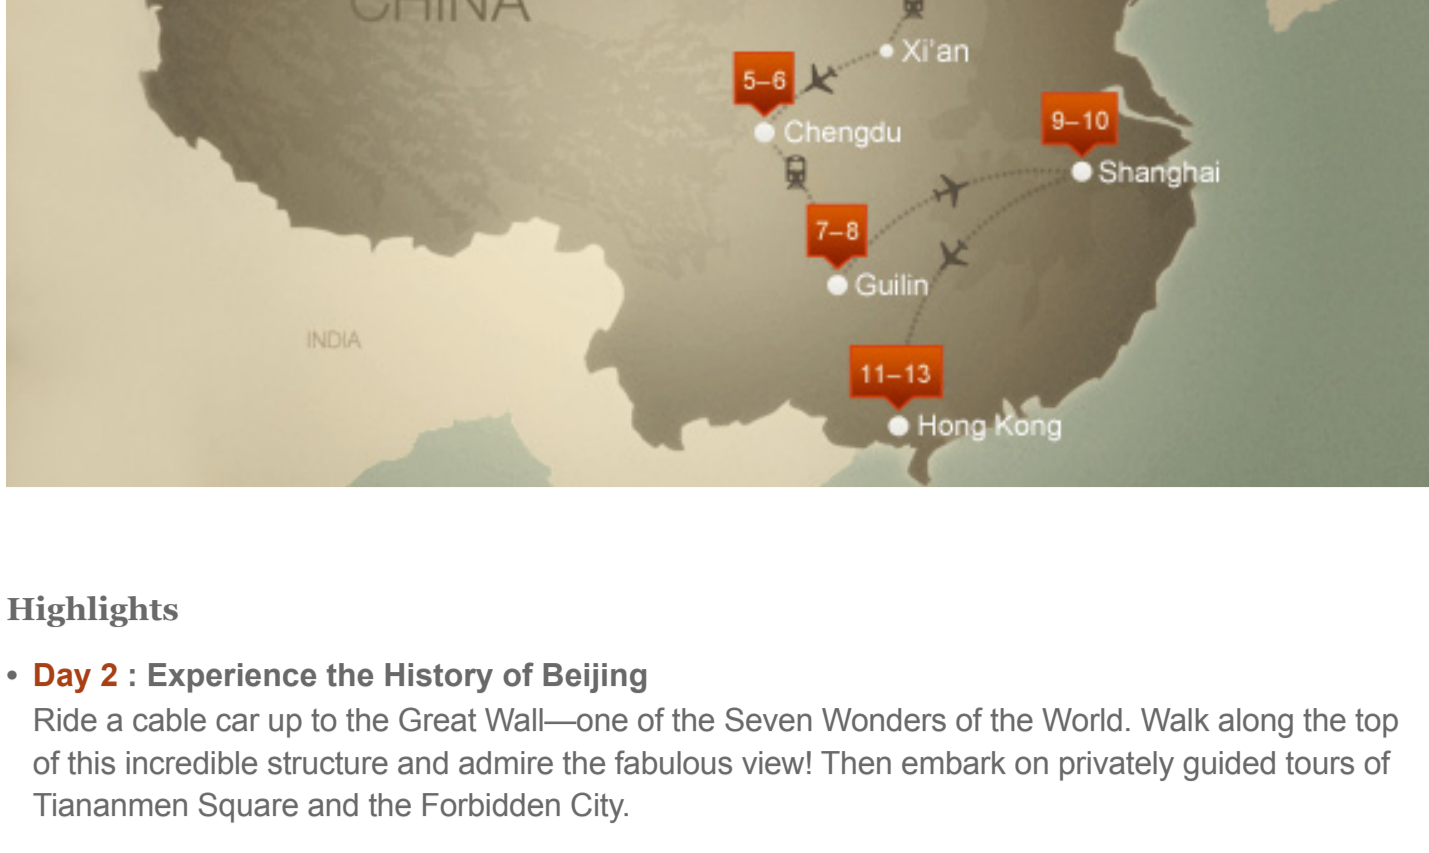 CHINA
Xi'an
5–6
Chengdu
9–10
Shanghai
7–8
Guilin
INDIA
11–13
Hong Kong
Highlights
• Day 2 : Experience the History of Beijing
Ride a cable car up to the Great Wall—one of the Seven Wonders of the World. Walk along the top
of this incredible structure and admire the fabulous view! Then embark on privately guided tours of
Tiananmen Square and the Forbidden City.